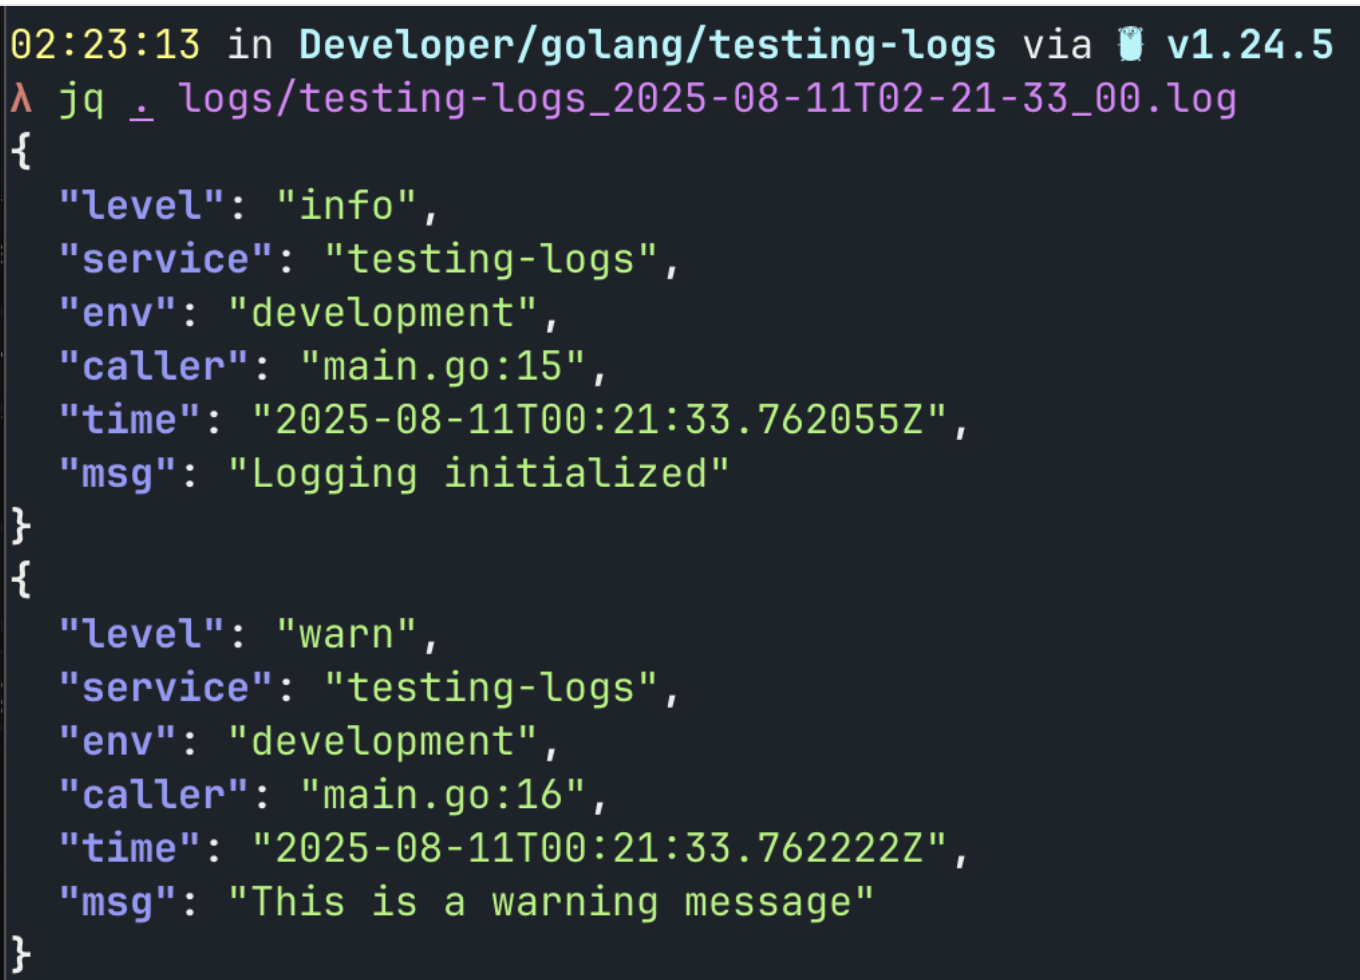 02:23:13 in Developer/golang/testing-logs via v1.24.5
λ jq . logs/testing-logs_2025-08-11T02-21-33_00.log
{
  "level": "info",
  "service": "testing-logs",
  "env": "development",
  "caller": "main.go:15",
  "time": "2025-08-11T00:21:33.762055Z",
  "msg": "Logging initialized"
}
{
  "level": "warn",
  "service": "testing-logs",
  "env": "development",
  "caller": "main.go:16",
  "time": "2025-08-11T00:21:33.762222Z",
  "msg": "This is a warning message"
}